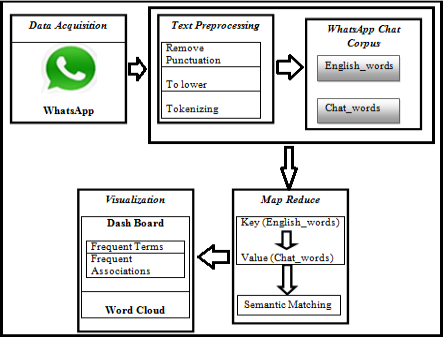 Data Acquisition
WhatsApp
Text Preprocessing
Remove
Punctuation
To lower
Tokenizing
WhatsApp Chat
Corpus
English_words
Chat_words
Visualization
Dash Board
Frequent Terms
Frequent
Associations
Word Cloud
Map Reduce
Key (English_words)
Value (Chat_words)
Semantic Matching